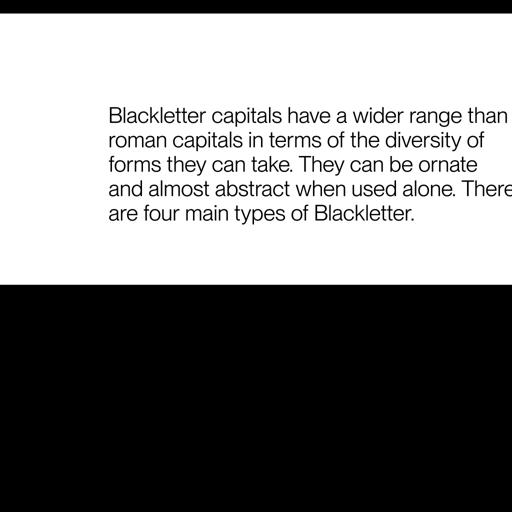 Blackletter capitals have a wider range than
roman capitals in terms of the diversity of
forms they can take. They can be ornate
and almost abstract when used alone. There
are four main types of Blackletter.